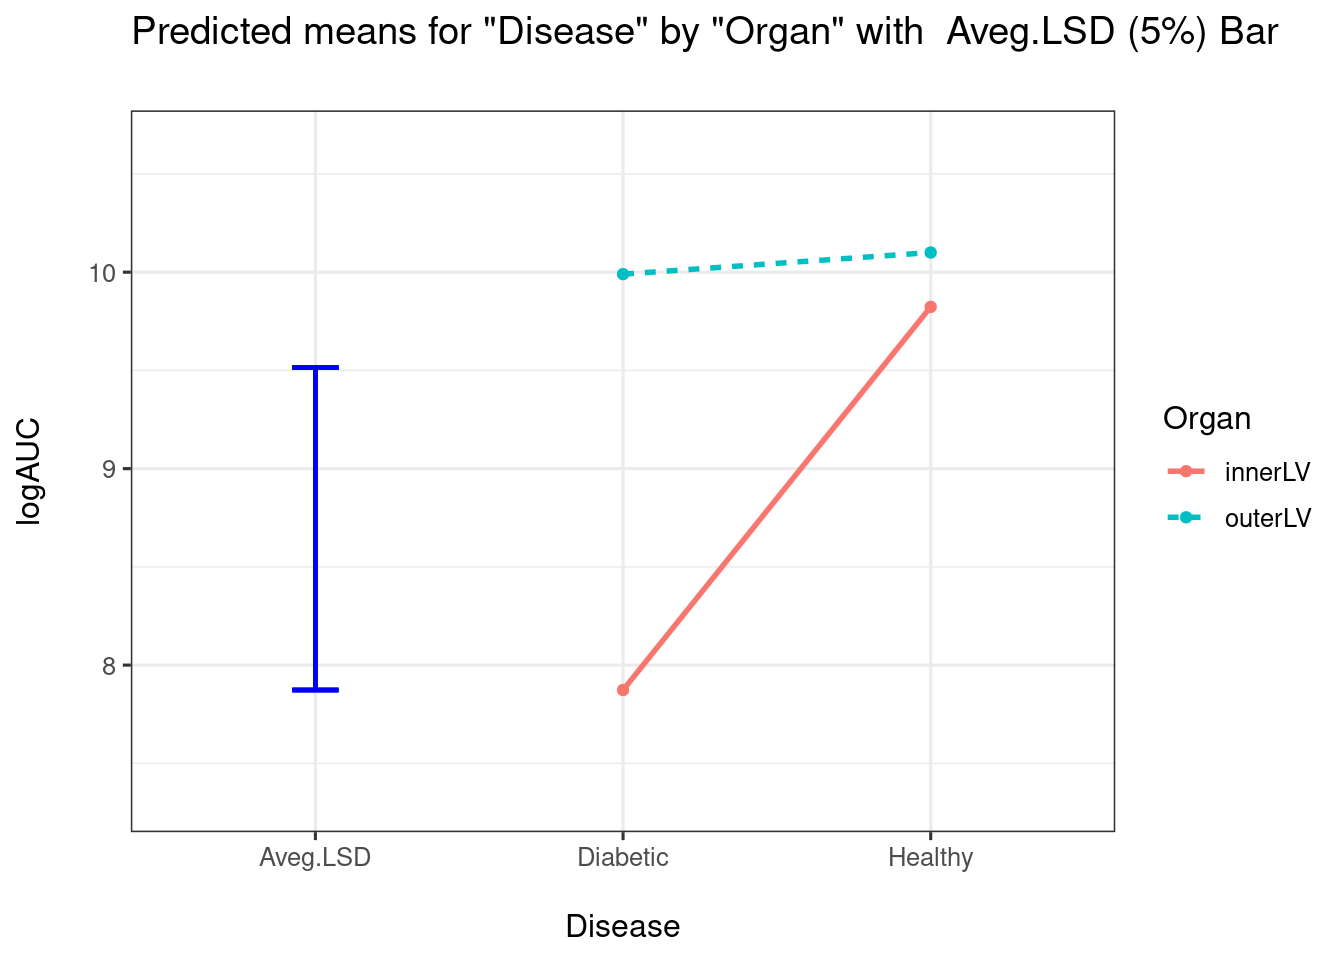 Predicted means for "Disease" by "Organ" with  Aveg.LSD (5%) Bar
logAUC
10
9
8
Aveg.LSD
Diabetic
Healthy
Disease
Organ
innerLV
outerLV